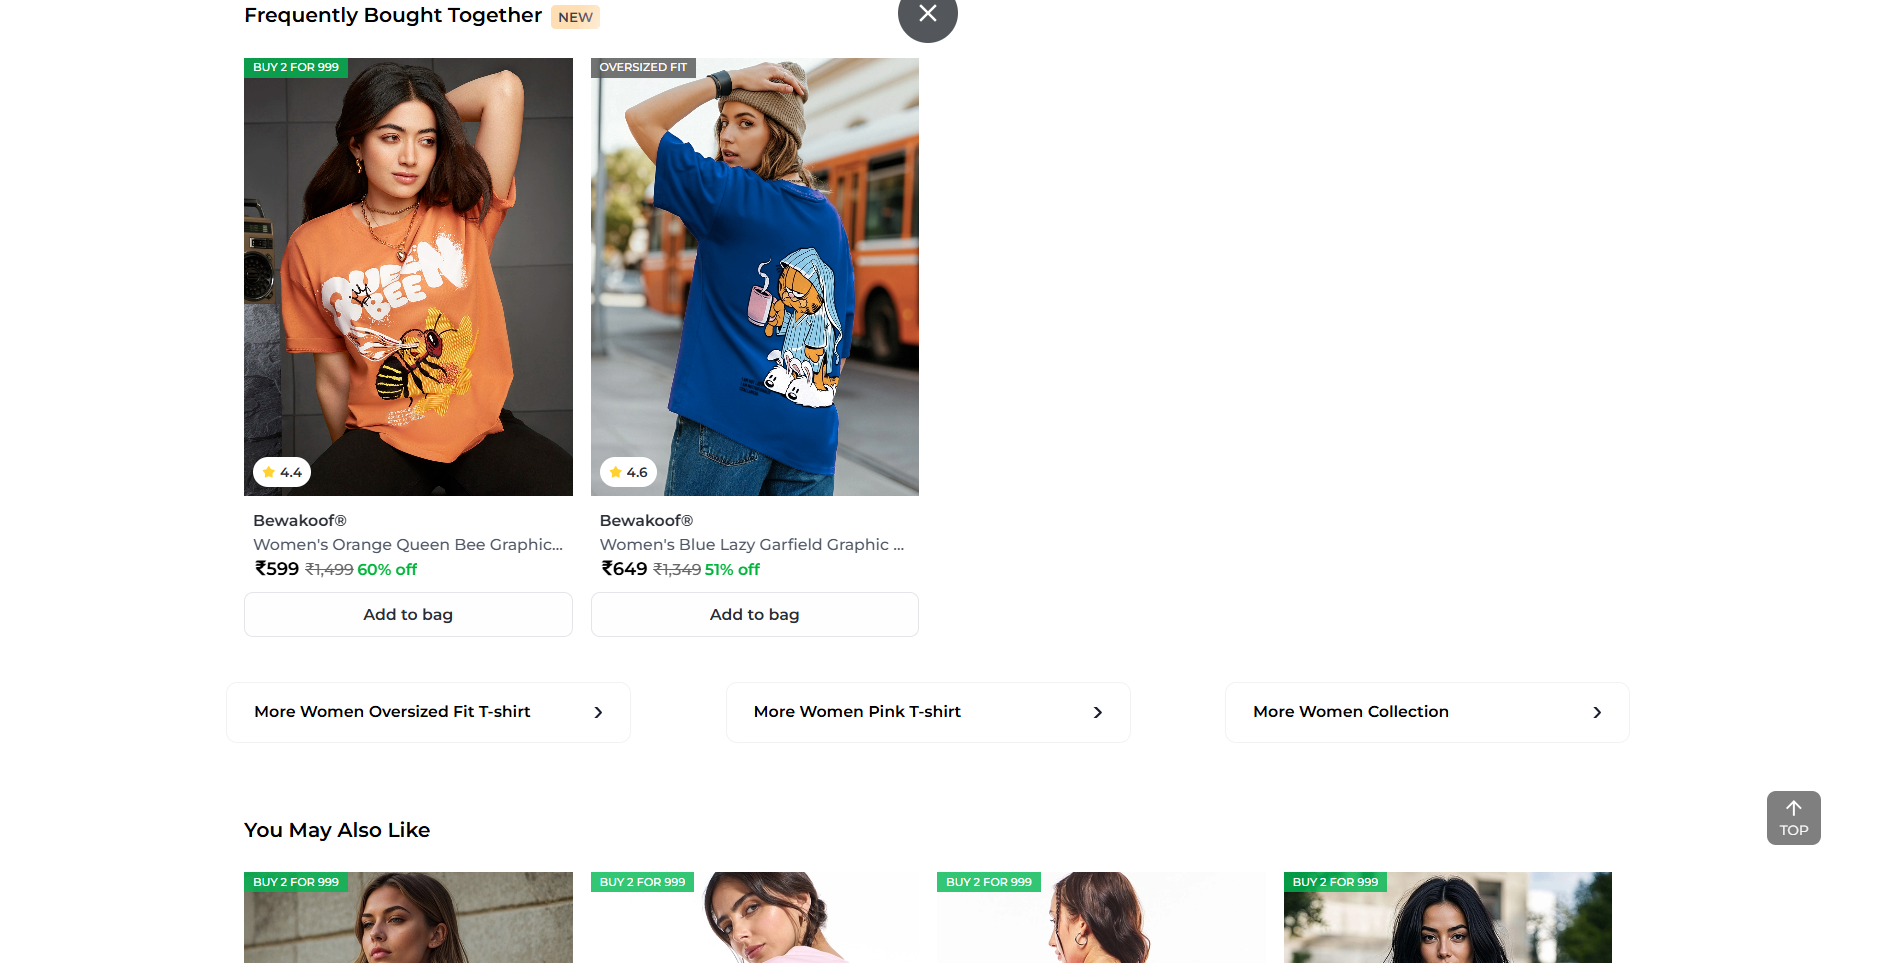 Frequently Bought Together NEW
BUY 2 FOR 999
OVERSIZED FIT
QUEEN
BEE
4.4
4.6
Bewakoof®
Women's Orange Queen Bee Graphic...
₹599 ₹1,499 60% off
Add to bag
Bewakoof®
Women's Blue Lazy Garfield Graphic ...
₹649 ₹1,349 51% off
Add to bag
More Women Oversized Fit T-shirt
More Women Pink T-shirt
More Women Collection
TOP
You May Also Like
BUY 2 FOR 999
BUY 2 FOR 999
BUY 2 FOR 999
BUY 2 FOR 999